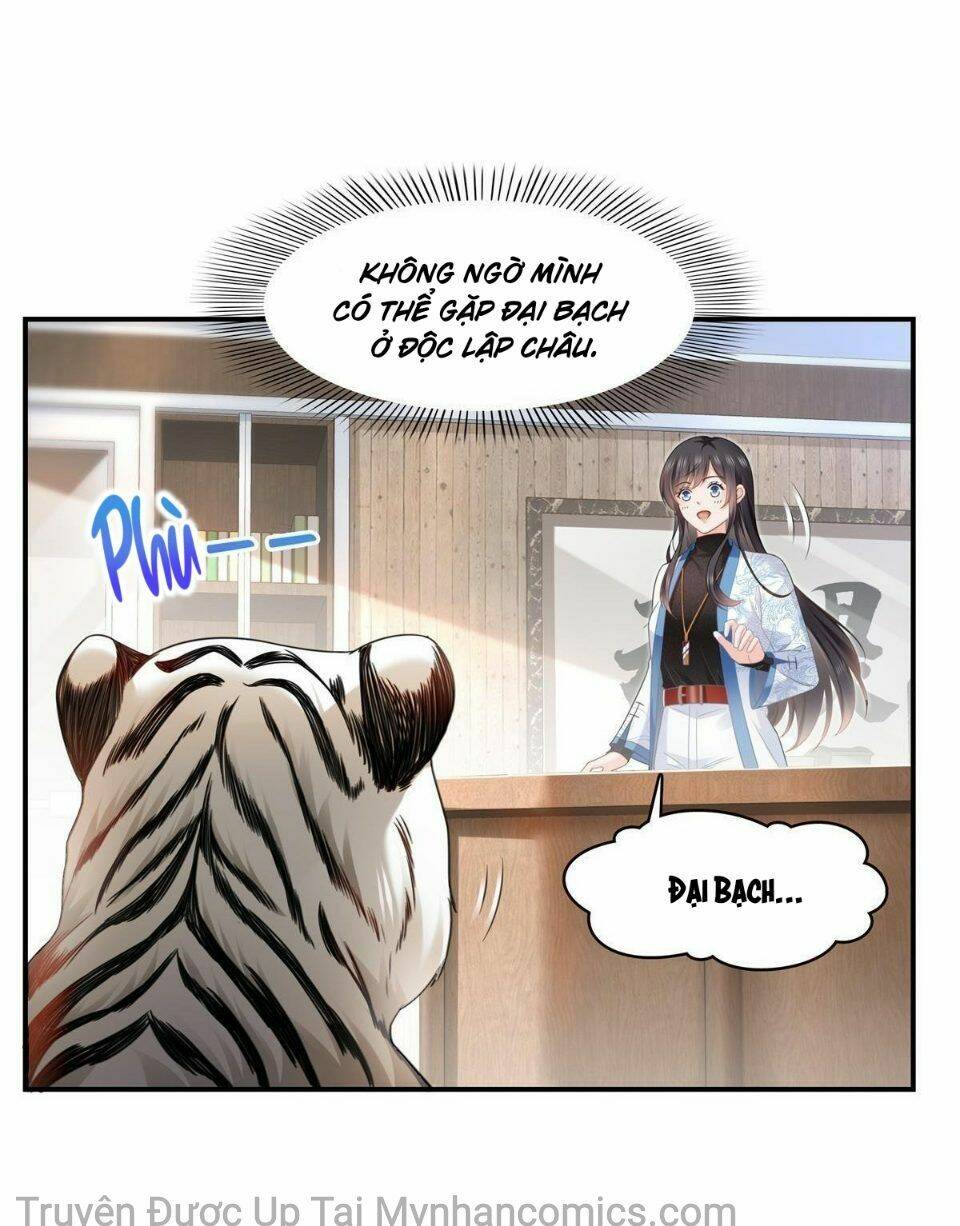 KHÔNG NGỜ MÌNH
CÓ THỂ GẶP ĐẠI BẠCH
Ở ĐỘC LẬP CHÂU.
PHÙ--
ĐẠI BẠCH...
Truyện Được Up Tại Mynhancomics.com